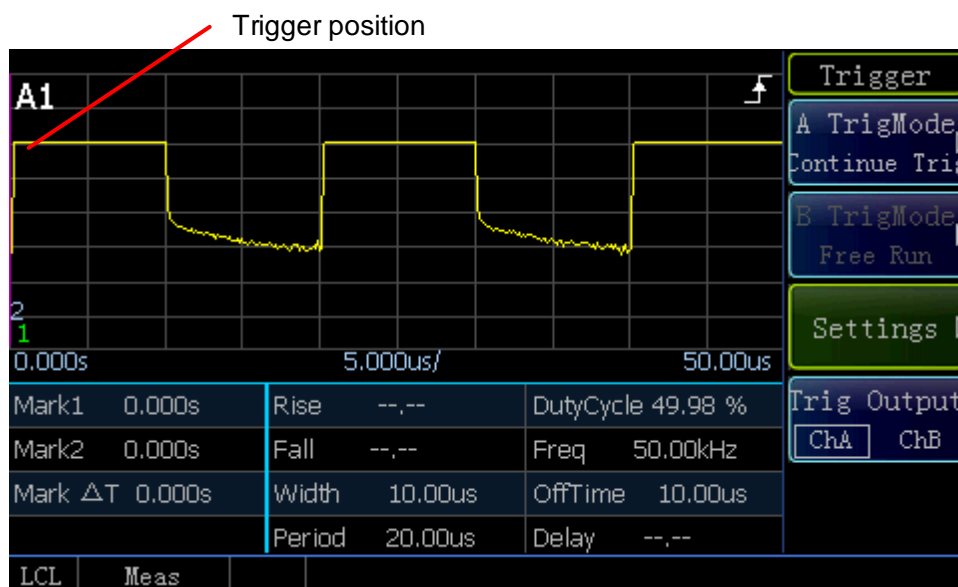 Trigger position
A1
2
1
0.000s 5.000us/ 50.00us
Mark1 0.000s Rise --.-- DutyCycle 49.98 %
Mark2 0.000s Fall --.-- Freq 50.00kHz
Mark △T 0.000s Width 10.00us OffTime 10.00us
Period 20.00us Delay --.--
LCL Meas
Trigger
A TrigMode
Continue Trig
B TrigMode
Free Run
Settings
Trig Output
ChA ChB